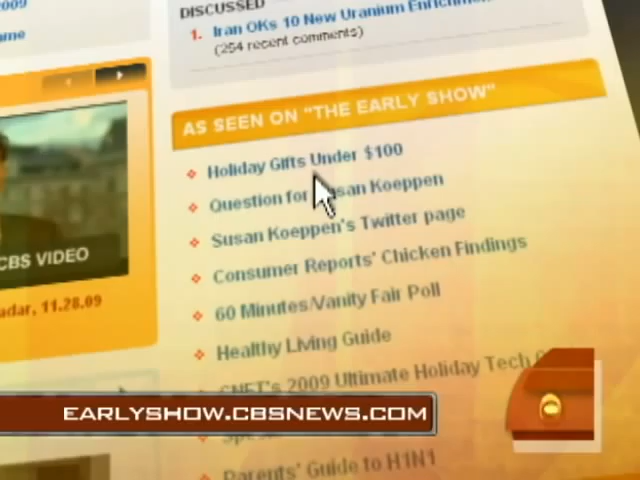 2009
ame
DISCUSSED
1. Iran OKs 10 New Uranium
(254 recent comments)
AS SEEN ON "THE EARLY SHOW"
Holiday Gifts Under $100
Question for Susan Koeppen
Susan Koeppen's Twitter page
Consumer Reports' Chicken Findings
CBS VIDEO
adar, 11.28.09
60 Minutes/Vanity Fair Poll
Healthy Living Guide
CNET's 2009 Ultimate Holiday Tech
EARLYSHOW.CBSNEWS.COM
Parents' Guide to H1N1